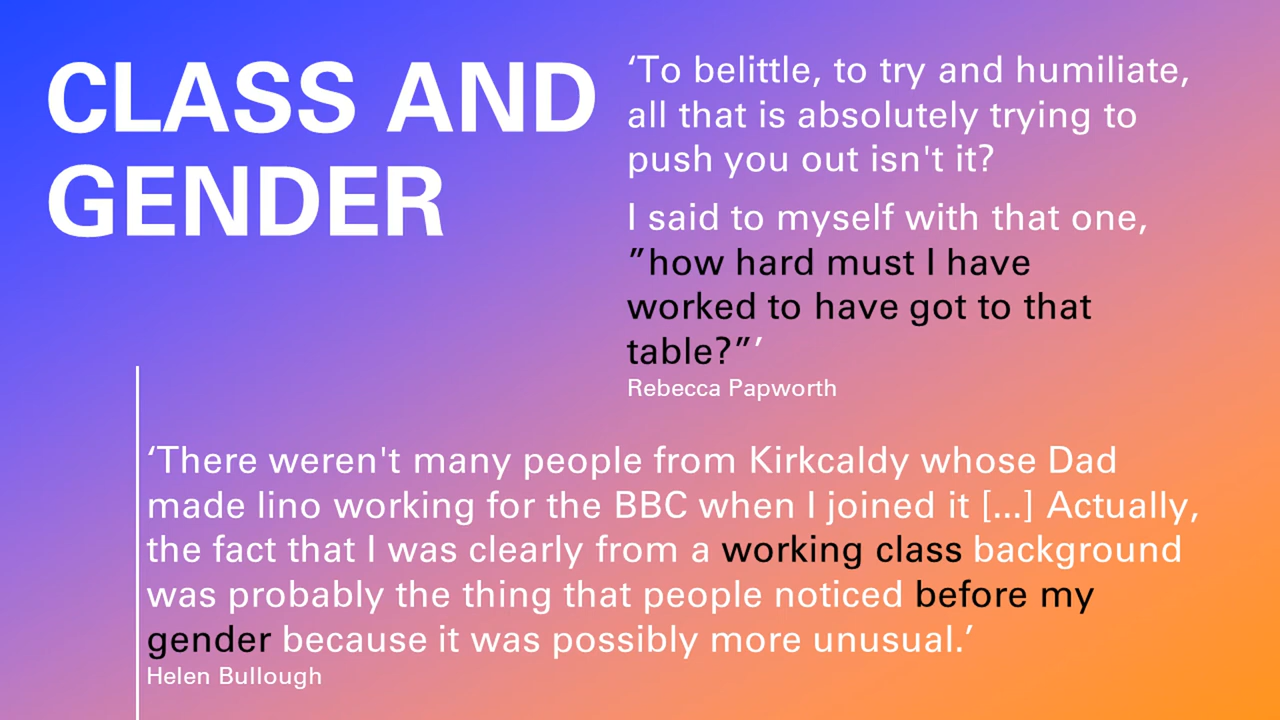 CLASS AND
GENDER
‘To belittle, to try and humiliate,
all that is absolutely trying to
push you out isn't it?
I said to myself with that one,
”how hard must I have
worked to have got to that
table?”’
Rebecca Papworth
‘There weren't many people from Kirkcaldy whose Dad
made lino working for the BBC when I joined it [...] Actually,
the fact that I was clearly from a working class background
was probably the thing that people noticed before my
gender because it was possibly more unusual.’
Helen Bullough